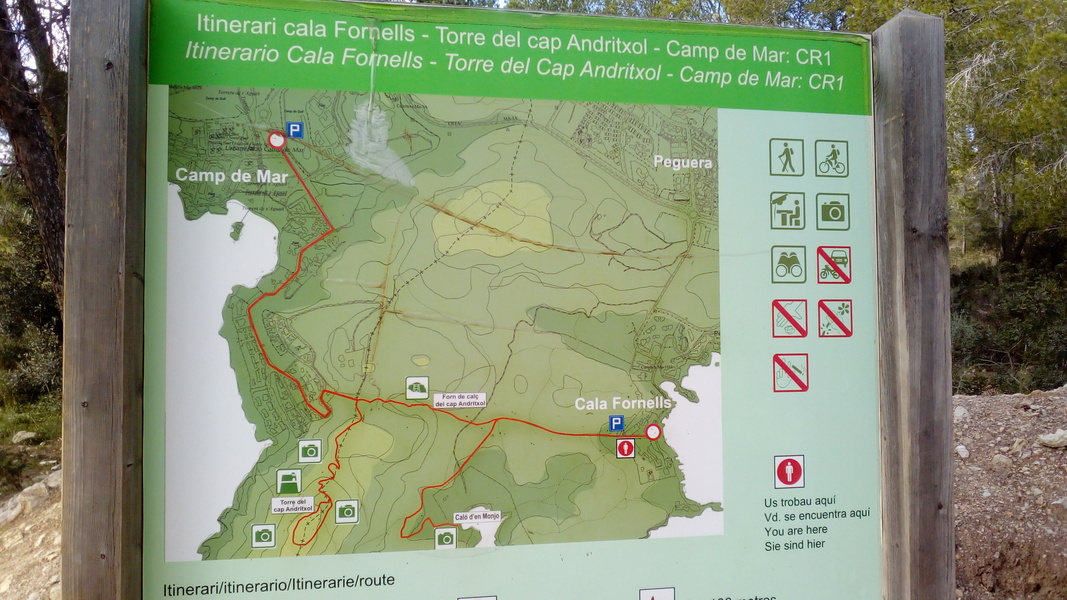 Itinerari cala Fornells - Torre del cap Andritxol - Camp de Mar: CR1
Itinerario Cala Fornells - Torre del Cap Andritxol - Camp de Mar: CR1
P
Peguera
Camp de Mar
Forn de calç
del cap Andritxol
Cala Fornells
P
Torre del
cap Andritxol
Caló d'en Monjo
Us trobau aquí
Vd. se encuentra aquí
You are here
Sie sind hier
Itinerari/itinerario/Itinerarie/route